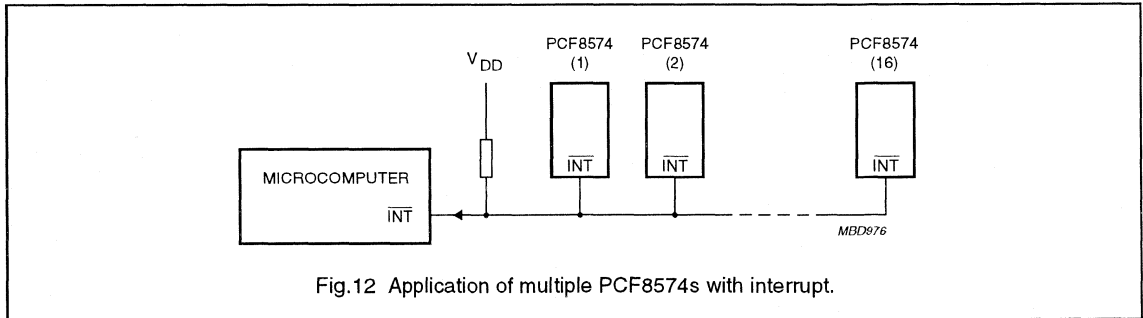 PCF8574 PCF8574 PCF8574
(1) (2) (16)
VDD
INT INT INT
MICROCOMPUTER
INT
MBD976
Fig.12 Application of multiple PCF8574s with interrupt.